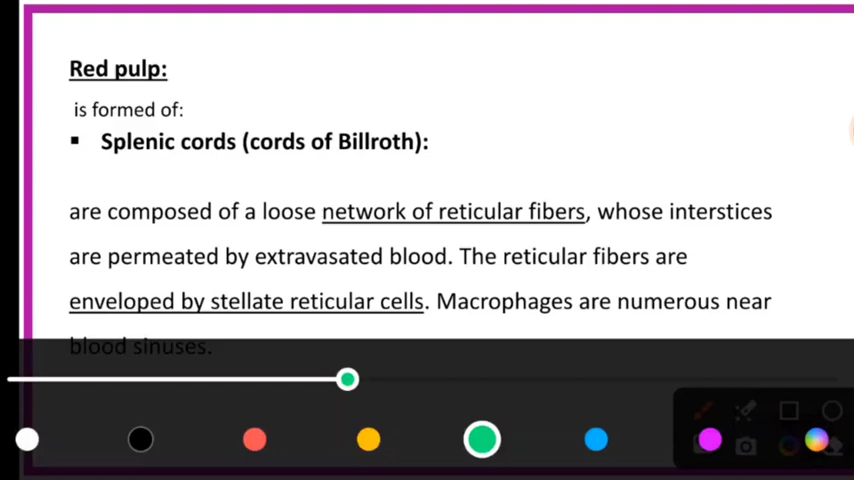 Red pulp:
is formed of:
▪ Splenic cords (cords of Billroth):
are composed of a loose network of reticular fibers, whose interstices
are permeated by extravasated blood. The reticular fibers are
enveloped by stellate reticular cells. Macrophages are numerous near
blood sinuses.